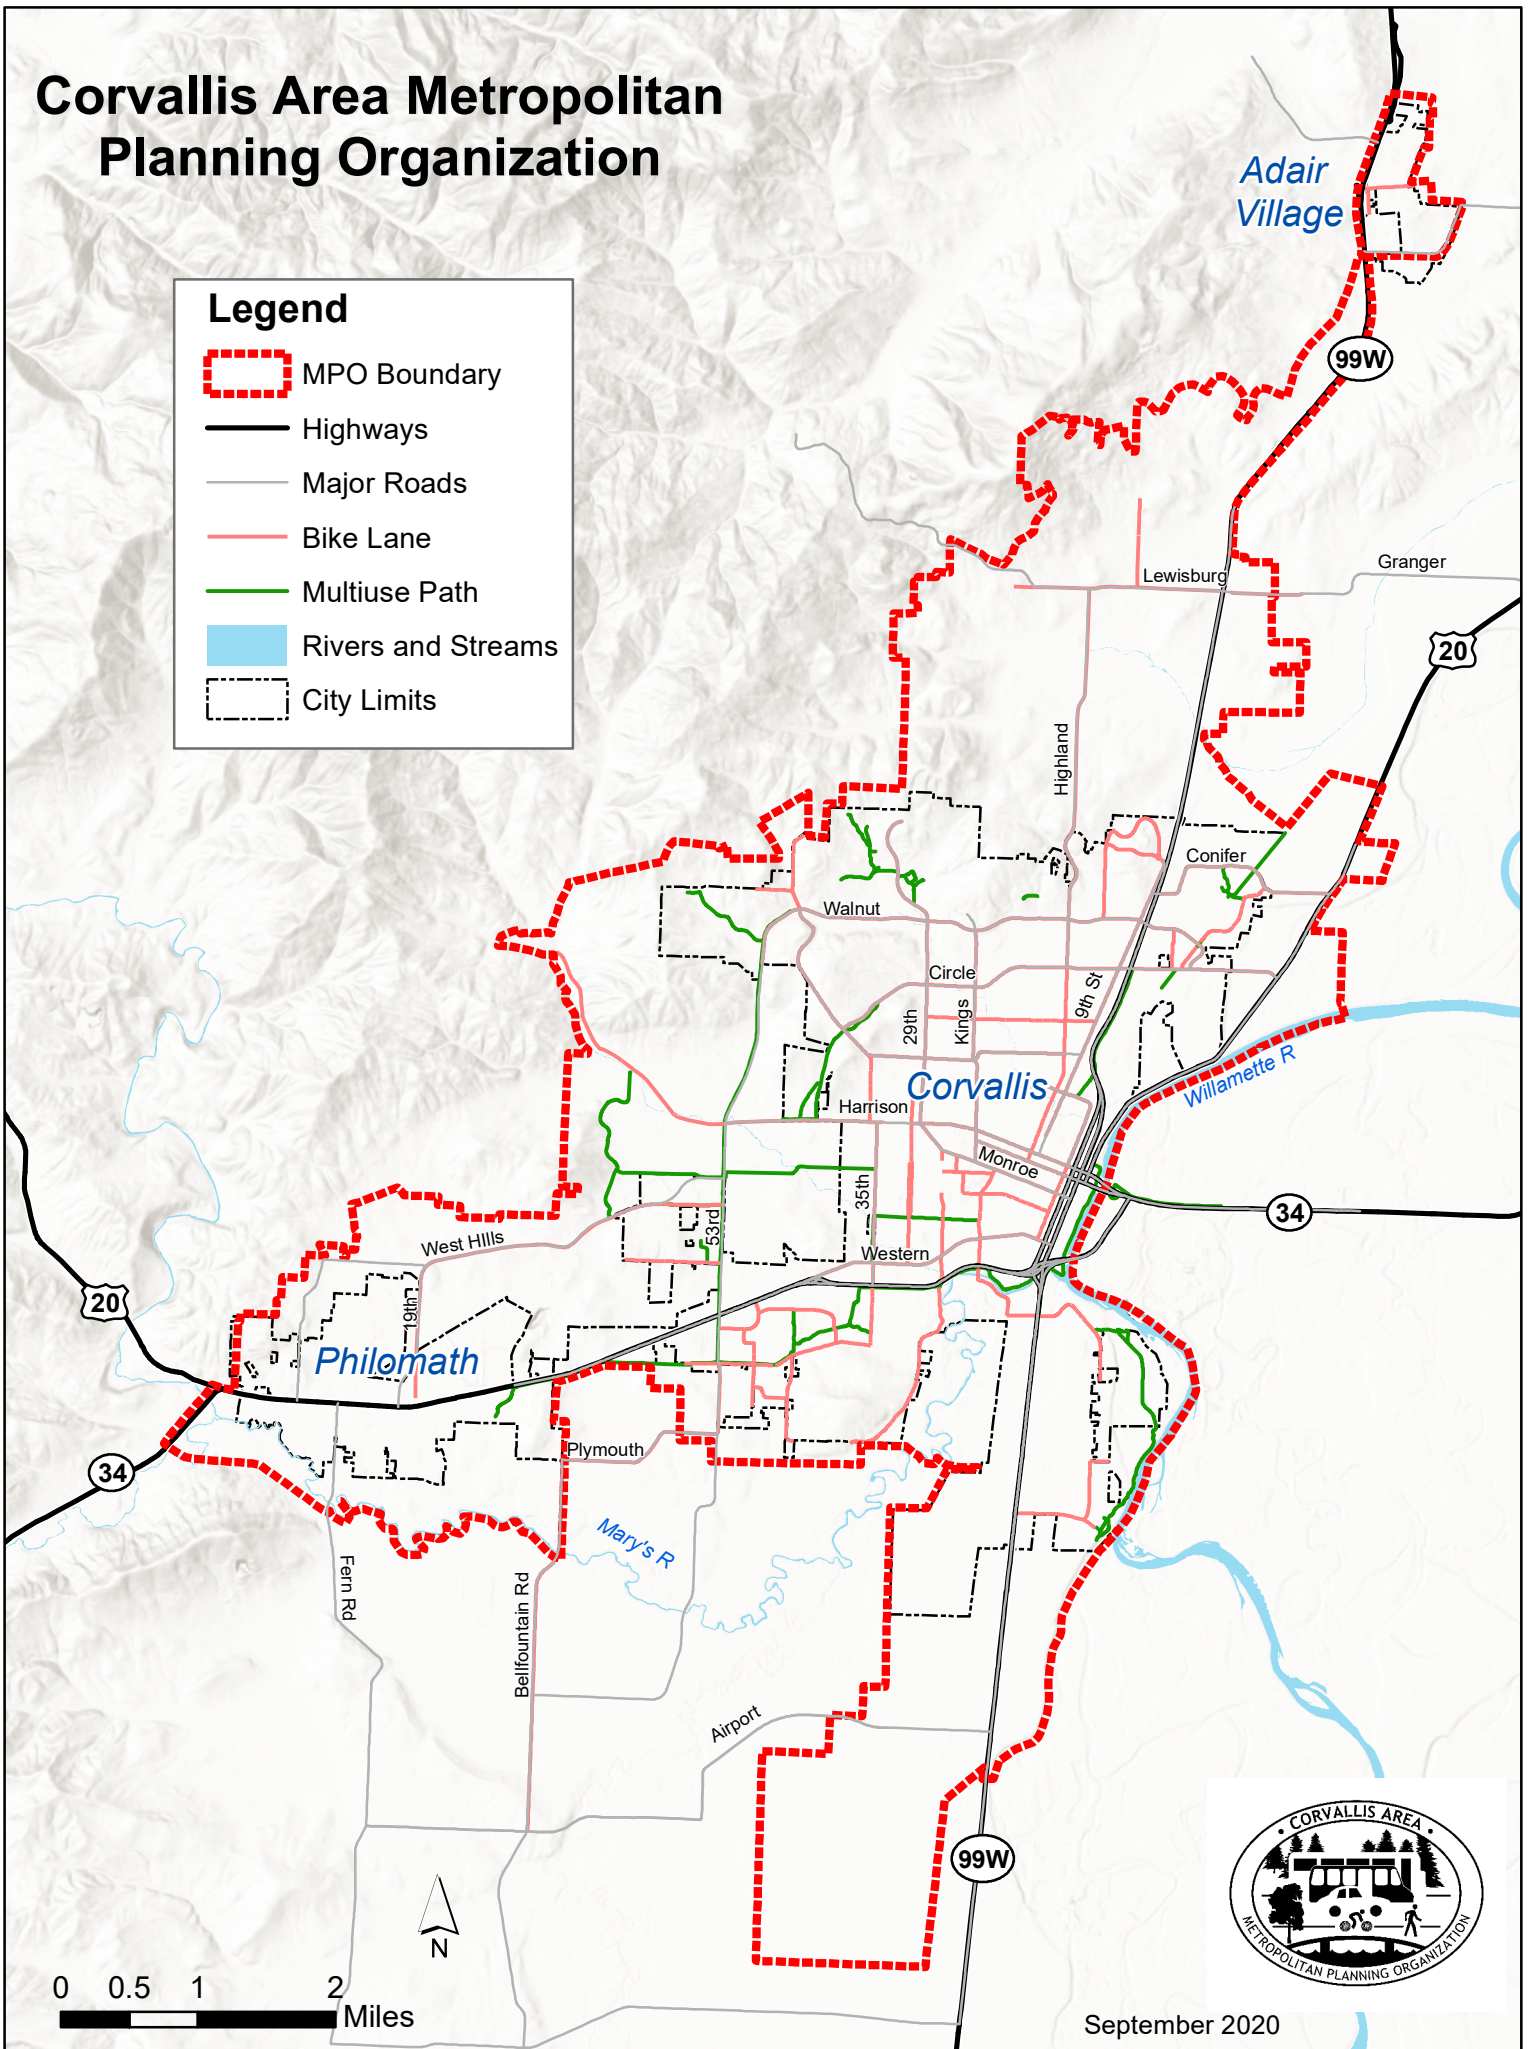 Corvallis Area Metropolitan
Planning Organization
Adair
Village
Legend
MPO Boundary
Highways
Major Roads
Bike Lane
Multiuse Path
Rivers and Streams
City Limits
99W
Lewisburg
Granger
20
Highland
Conifer
Walnut
Circle
9th St
29th
Kings
Corvallis
Willamette R
Harrison
Monroe
35th
34
53rd
West HIlls
Western
20
19th
Philomath
Plymouth
34
Mary's R
Fern Rd
Bellfountain Rd
Airport
99W
CORVALLIS AREA
METROPOLITAN PLANNING ORGANIZATION
N
0 0.5 1 2
Miles
September 2020